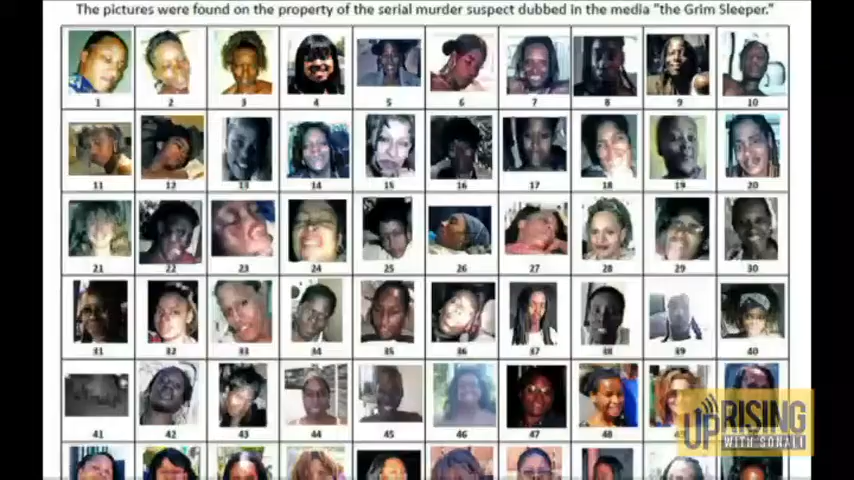 The pictures were found on the property of the serial murder suspect dubbed in the media "the Grim Sleeper."
1 2 3 4 5 6 7 8 9 10
11 12 13 14 15 16 17 18 19 20
21 22 23 24 25 26 27 28 29 30
31 32 33 34 35 36 37 38 39 40
41 42 43 44 45 46 47 48 49
UPRISING
WITH SONALI